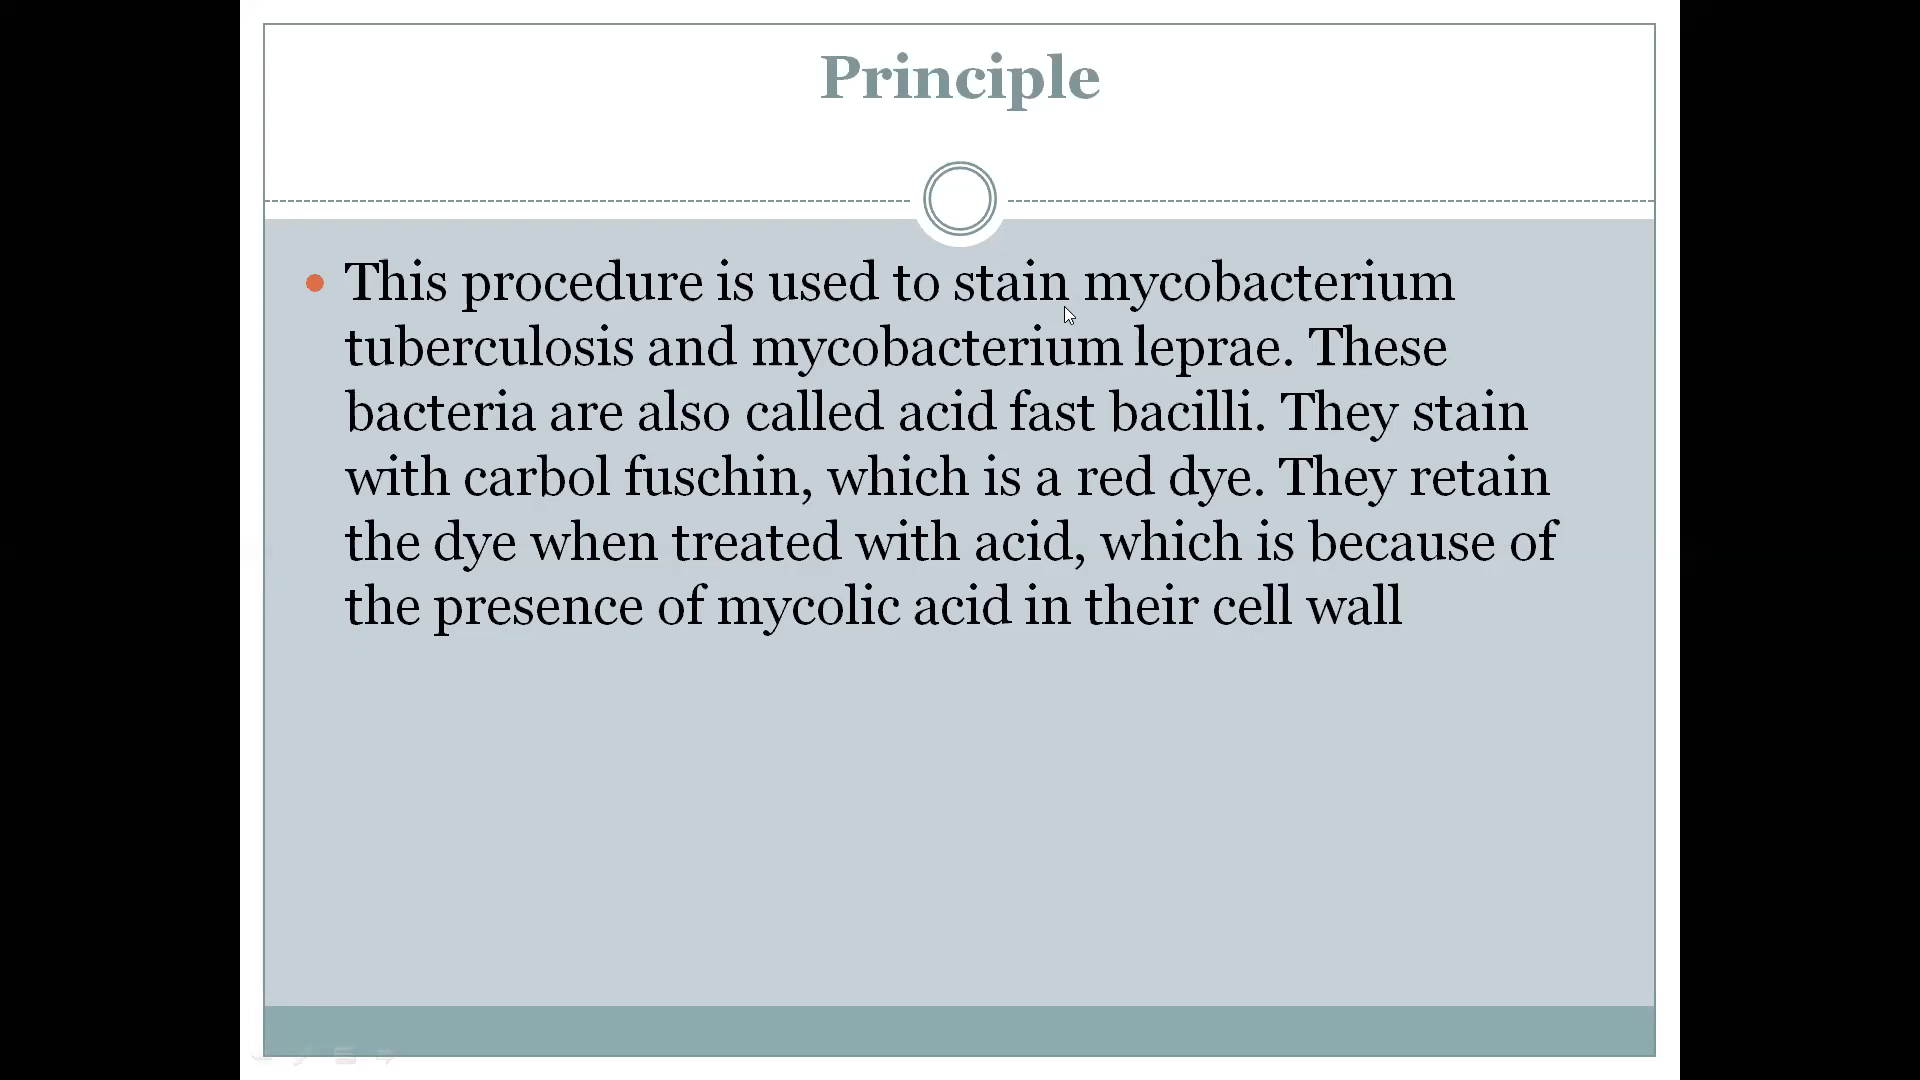 Principle
This procedure is used to stain mycobacterium
tuberculosis and mycobacterium leprae. These
bacteria are also called acid fast bacilli. They stain
with carbol fuschin, which is a red dye. They retain
the dye when treated with acid, which is because of
the presence of mycolic acid in their cell wall